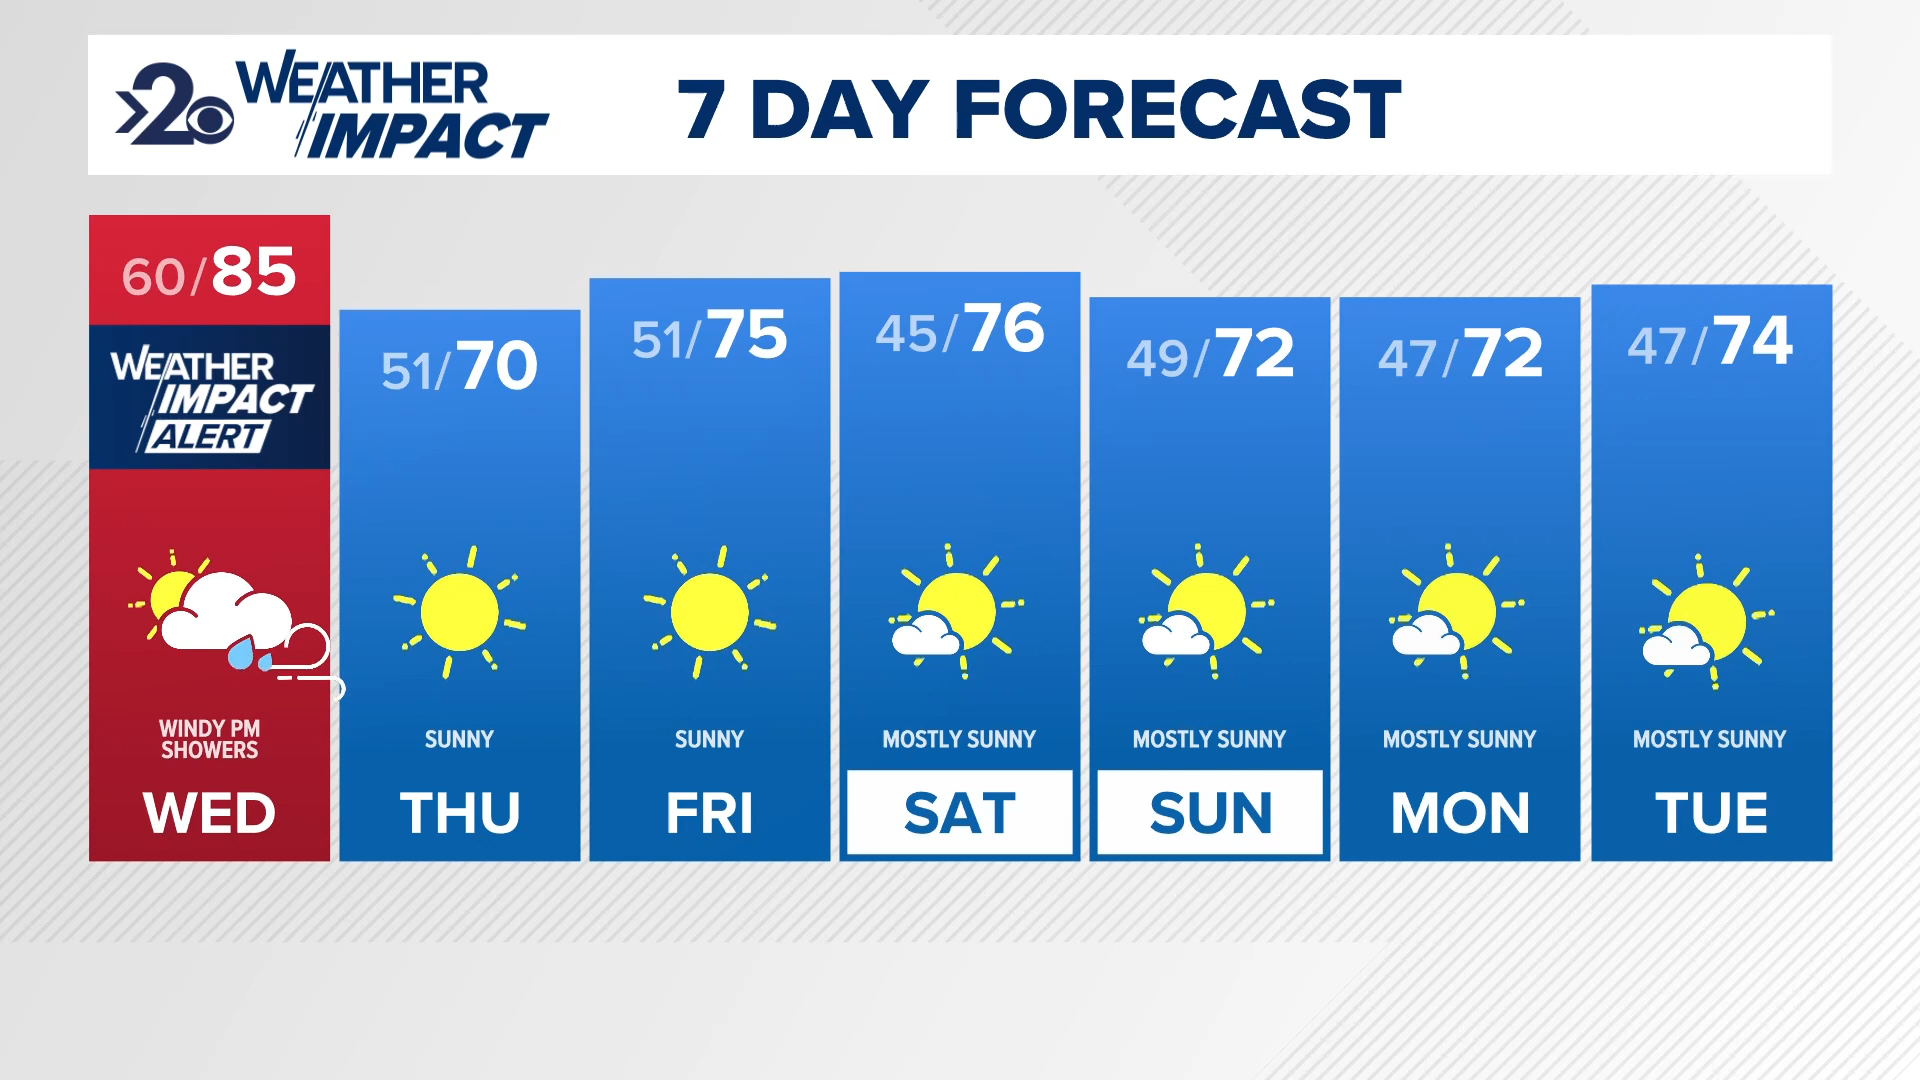 2 WEATHER IMPACT
7 DAY FORECAST
60/85
WEATHER
IMPACT
ALERT
WINDY PM
SHOWERS
WED
51/70
SUNNY
THU
51/75
SUNNY
FRI
45/76
MOSTLY SUNNY
SAT
49/72
MOSTLY SUNNY
SUN
47/72
MOSTLY SUNNY
MON
47/74
MOSTLY SUNNY
TUE